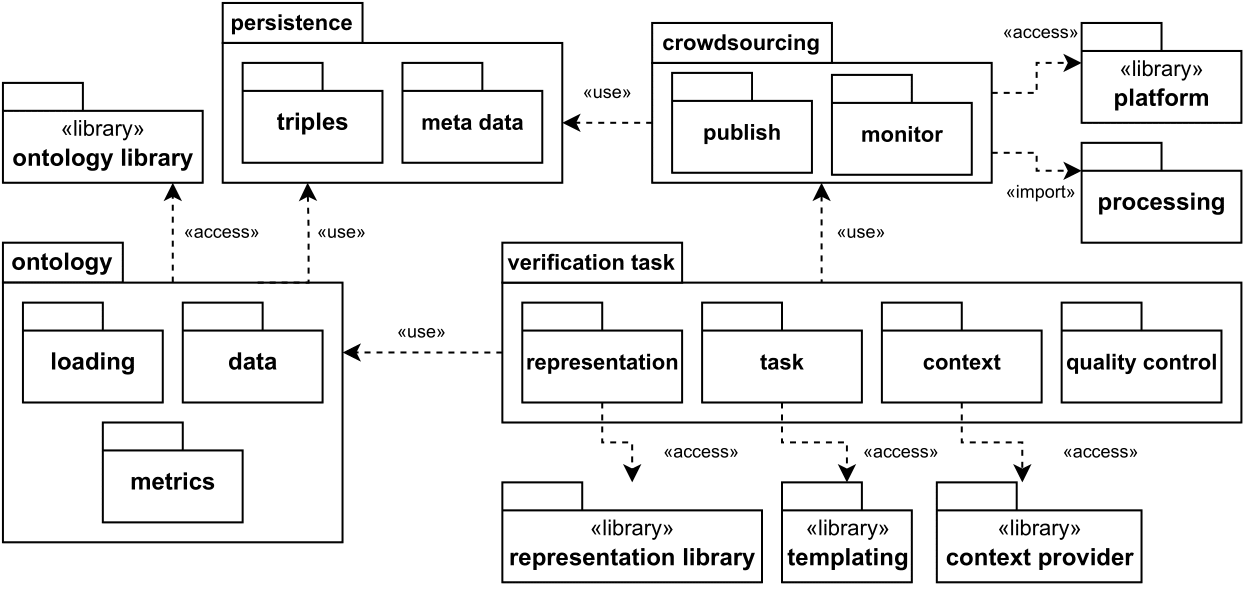 persistence
crowdsourcing
«access»
«library»
platform
triples
meta data
«use»
publish
monitor
«library»
ontology library
«import»
processing
«access»
«use»
«use»
ontology
verification task
loading
data
metrics
«use»
representation
task
context
quality control
«access»
«access»
«access»
«library»
representation library
«library»
templating
«library»
context provider